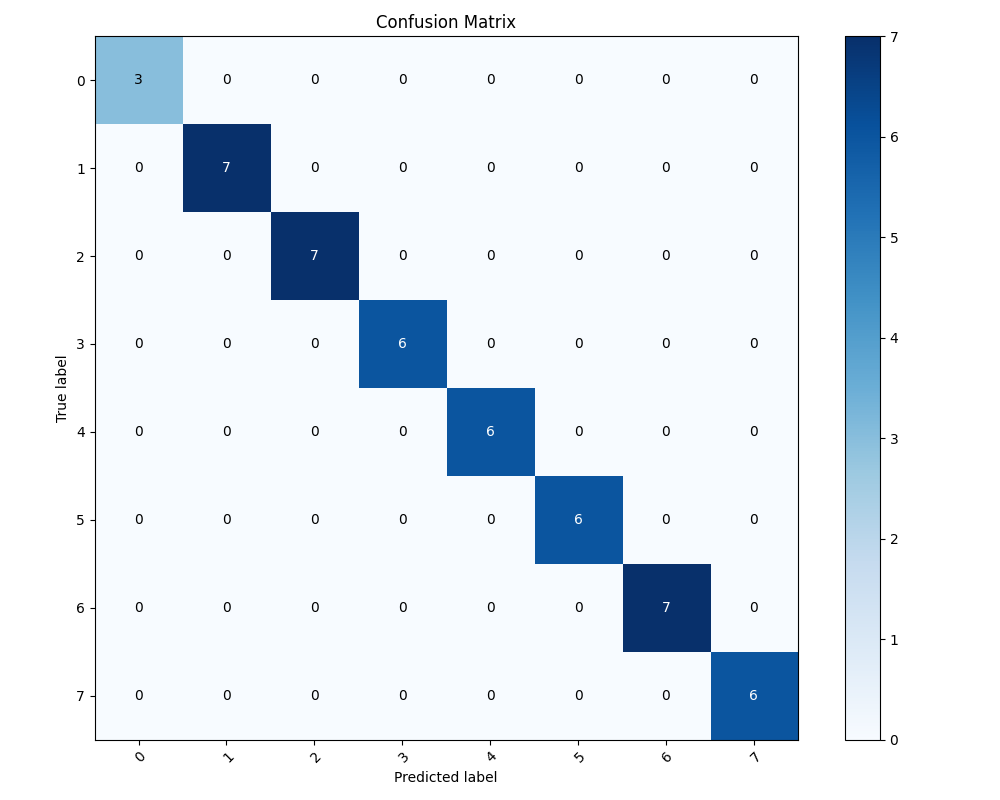 Confusion Matrix
True label
0 3 0 0 0 0 0 0 0
1 0 7 0 0 0 0 0 0
2 0 0 7 0 0 0 0 0
3 0 0 0 6 0 0 0 0
4 0 0 0 0 6 0 0 0
5 0 0 0 0 0 6 0 0
6 0 0 0 0 0 0 7 0
7 0 0 0 0 0 0 0 6
0 1 2 3 4 5 6 7
Predicted label
7
6
5
4
3
2
1
0